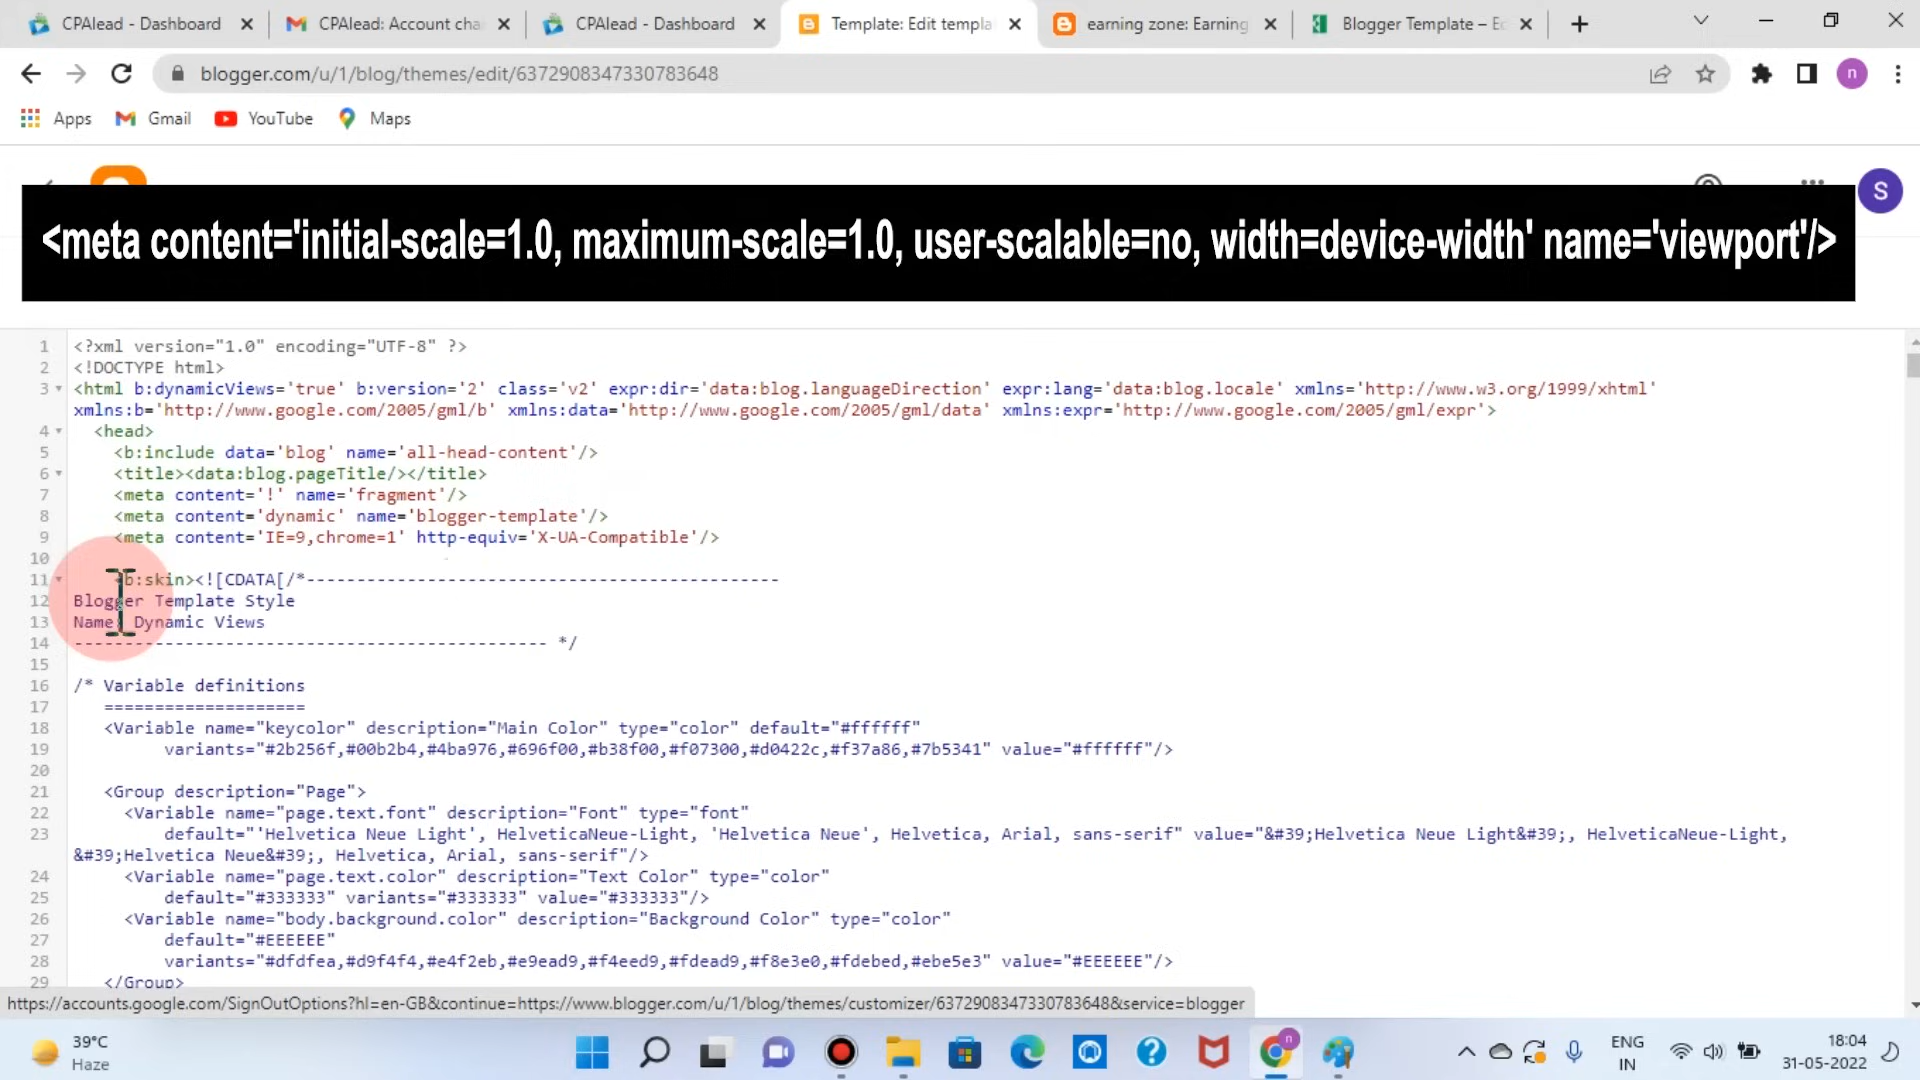 CPAlead - Dashboard
CPAlead: Account cha
CPAlead - Dashboard
Template: Edit templa
earning zone: Earning
Blogger Template – Ec
blogger.com/u/1/blog/themes/edit/6372908347330783648
n
Apps
Gmail
YouTube
Maps
S
<meta content='initial-scale=1.0, maximum-scale=1.0, user-scalable=no, width=device-width' name='viewport'/>
1 <?xml version="1.0" encoding="UTF-8" ?>
2 <!DOCTYPE html>
3 <html b:dynamicViews='true' b:version='2' class='v2' expr:dir='data:blog.languageDirection' expr:lang='data:blog.locale' xmlns='http://www.w3.org/1999/xhtml'
xmlns:b='http://www.google.com/2005/gml/b' xmlns:data='http://www.google.com/2005/gml/data' xmlns:expr='http://www.google.com/2005/gml/expr'>
4 <head>
5 <b:include data='blog' name='all-head-content'/>
6 <title><data:blog.pageTitle/></title>
7 <meta content='!' name='fragment'/>
8 <meta content='dynamic' name='blogger-template'/>
9 <meta content='IE=9,chrome=1' http-equiv='X-UA-Compatible'/>
10
11 <b:skin><![CDATA[/*-----------------------------------------------
12 Blogger Template Style
13 Name: Dynamic Views
14 ----------------------------------------------- */
15
16 /* Variable definitions
17 ====================
18 <Variable name="keycolor" description="Main Color" type="color" default="#ffffff"
19 variants="#2b256f,#00b2b4,#4ba976,#696f00,#b38f00,#f07300,#d0422c,#f37a86,#7b5341" value="#ffffff"/>
20
21 <Group description="Page">
22 <Variable name="page.text.font" description="Font" type="font"
23 default="'Helvetica Neue Light', HelveticaNeue-Light, 'Helvetica Neue', Helvetica, Arial, sans-serif" value="&#39;Helvetica Neue Light&#39;, HelveticaNeue-Light,
&#39;Helvetica Neue&#39;, Helvetica, Arial, sans-serif"/>
24 <Variable name="page.text.color" description="Text Color" type="color"
25 default="#333333" variants="#333333" value="#333333"/>
26 <Variable name="body.background.color" description="Background Color" type="color"
27 default="#EEEEEE"
28 variants="#dfdfea,#d9f4f4,#e4f2eb,#e9ead9,#f4eed9,#fdead9,#f8e3e0,#fdebed,#ebe5e3" value="#EEEEEE"/>
29 </Group>
https://accounts.google.com/SignOutOptions?hl=en-GB&continue=https://www.blogger.com/u/1/blog/themes/customizer/6372908347330783648&service=blogger
39°C
Haze
n
ENG
IN
18:04
31-05-2022